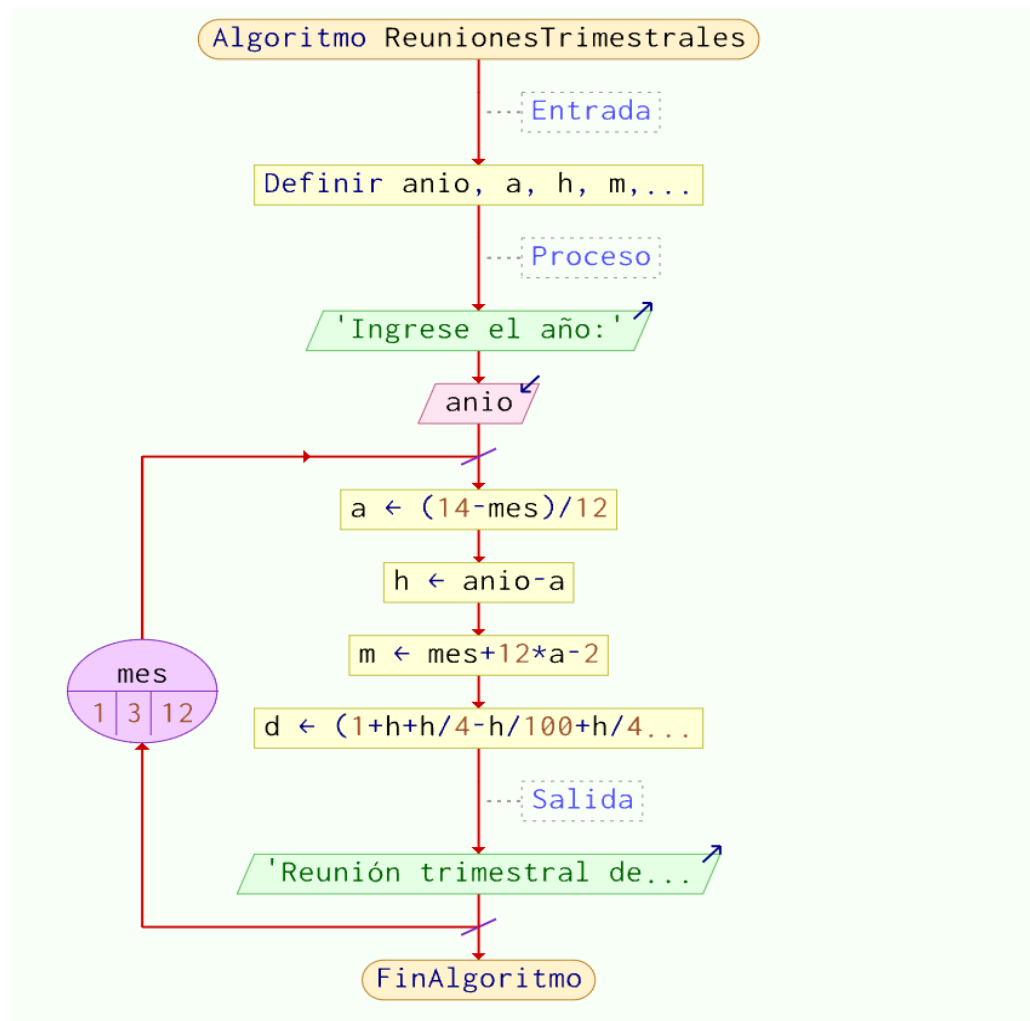 Algoritmo ReunionesTrimestrales
Entrada
Definir anio, a, h, m,...
Proceso
'Ingrese el año:'
anio
a ← (14-mes)/12
h ← anio-a
m ← mes+12*a-2
mes
1 3 12
d ← (1+h+h/4-h/100+h/4...
Salida
'Reunión trimestral de...
FinAlgoritmo